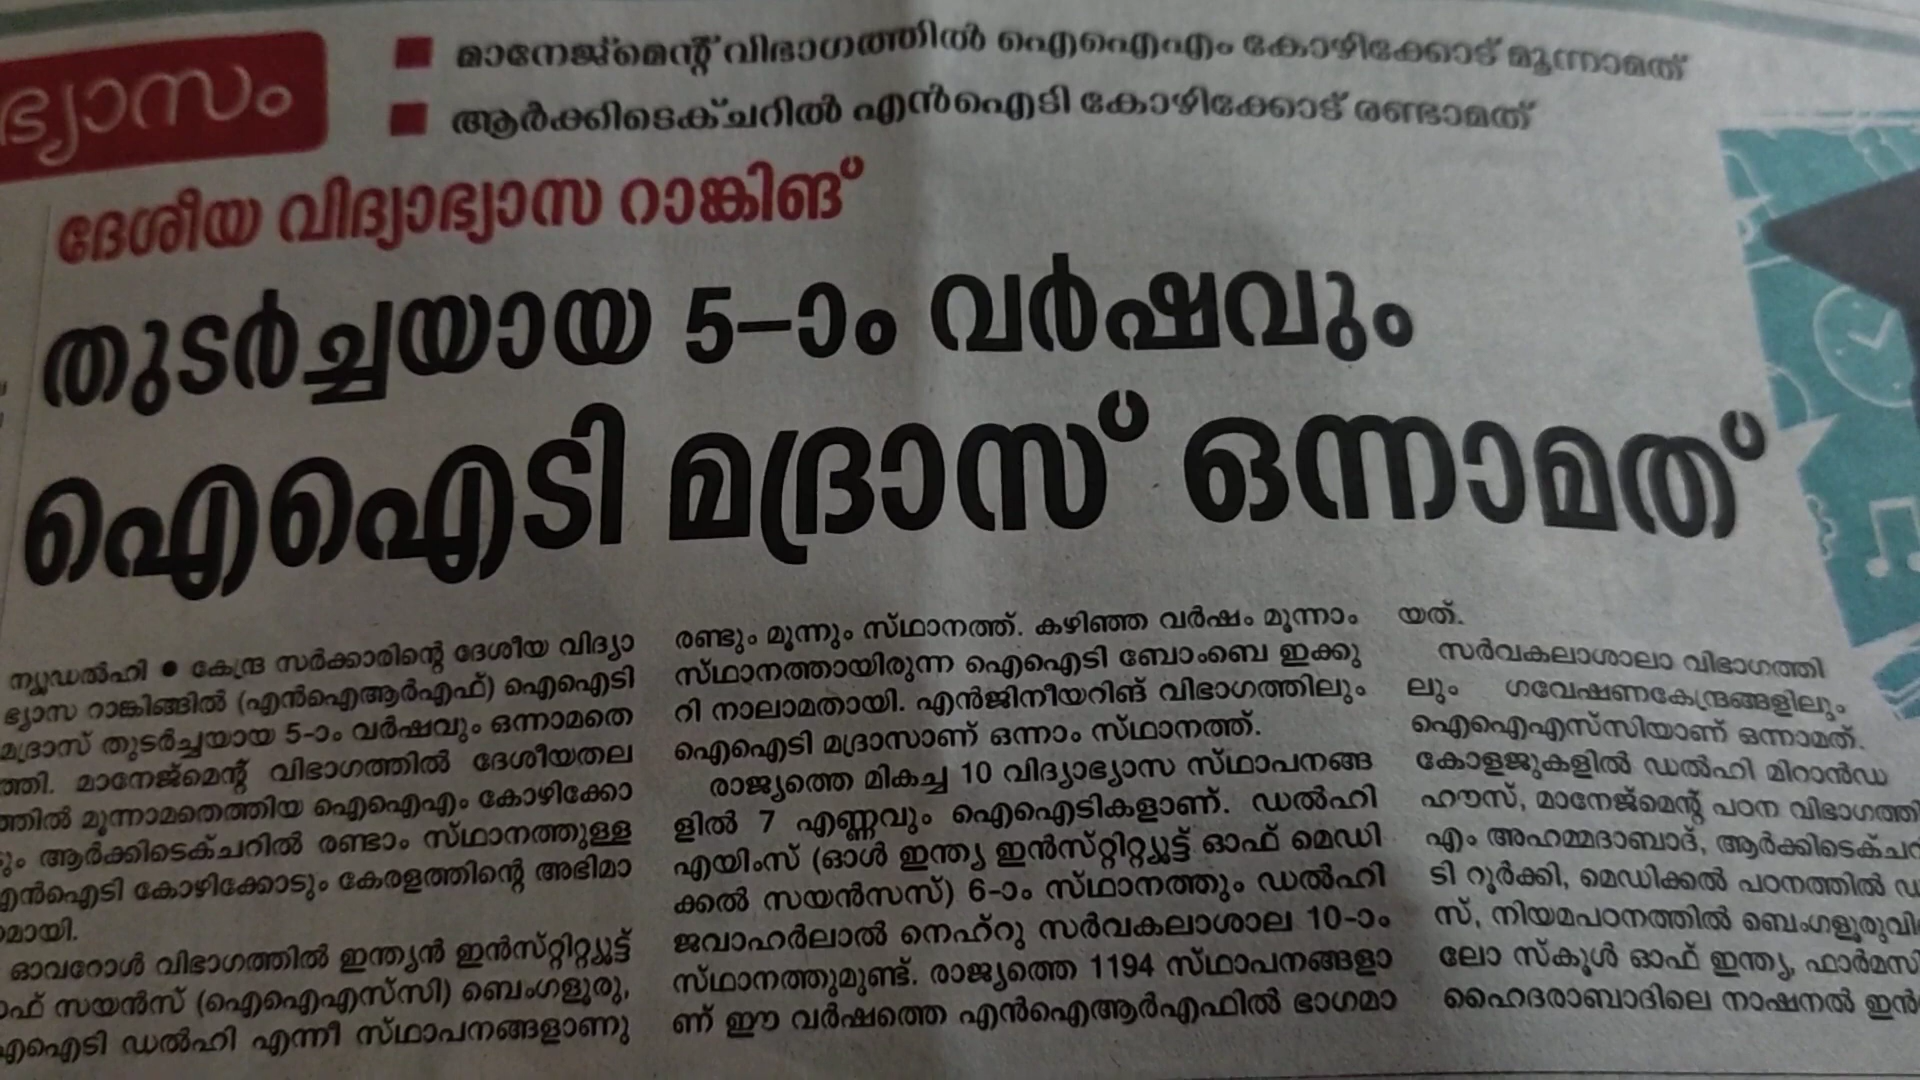 ഭ്യാസം
മാനേജ്മെന്റ് വിഭാഗത്തിൽ ഐഐഎം കോഴിക്കോട് മൂന്നാമത്
ആർക്കിടെക്ചറിൽ എൻഐടി കോഴിക്കോട് രണ്ടാമത്
ദേശീയ വിദ്യാഭ്യാസ റാങ്കിങ്
തുടർച്ചയായ 5–ാം വർഷവും
ഐഐടി മദ്രാസ് ഒന്നാമത്
ന്യൂഡൽഹി ● കേന്ദ്ര സർക്കാരിന്റെ ദേശീയ വിദ്യാ
ഭ്യാസ റാങ്കിങ്ങിൽ (എൻഐആർഎഫ്) ഐഐടി
മദ്രാസ് തുടർച്ചയായ 5-ാം വർഷവും ഒന്നാമതെ
ത്തി. മാനേജ്മെന്റ് വിഭാഗത്തിൽ ദേശീയതല
ത്തിൽ മൂന്നാമതെത്തിയ ഐഐഎം കോഴിക്കോ
ടും ആർക്കിടെക്ചറിൽ രണ്ടാം സ്ഥാനത്തുള്ള
എൻഐടി കോഴിക്കോടും കേരളത്തിന്റെ അഭിമാ
നമായി.
ഓവറോൾ വിഭാഗത്തിൽ ഇന്ത്യൻ ഇൻസ്റ്റിറ്റ്യൂട്ട്
ഓഫ് സയൻസ് (ഐഐഎസ്‌സി) ബെംഗളൂരു,
ഐഐടി ഡൽഹി എന്നീ സ്ഥാപനങ്ങളാണു
രണ്ടും മൂന്നും സ്ഥാനത്ത്. കഴിഞ്ഞ വർഷം മൂന്നാം
സ്ഥാനത്തായിരുന്ന ഐഐടി ബോംബെ ഇക്കു
റി നാലാമതായി. എൻജിനീയറിങ് വിഭാഗത്തിലും
ഐഐടി മദ്രാസാണ് ഒന്നാം സ്ഥാനത്ത്.
രാജ്യത്തെ മികച്ച 10 വിദ്യാഭ്യാസ സ്ഥാപനങ്ങ
ളിൽ 7 എണ്ണവും ഐഐടികളാണ്. ഡൽഹി
എയിംസ് (ഓൾ ഇന്ത്യ ഇൻസ്റ്റിറ്റ്യൂട്ട് ഓഫ് മെഡി
ക്കൽ സയൻസസ്) 6-ാം സ്ഥാനത്തും ഡൽഹി
ജവാഹർലാൽ നെഹ്റു സർവകലാശാല 10-ാം
സ്ഥാനത്തുമുണ്ട്. രാജ്യത്തെ 1194 സ്ഥാപനങ്ങളാ
ണ് ഈ വർഷത്തെ എൻഐആർഎഫിൽ ഭാഗമാ
യത്.
സർവകലാശാലാ വിഭാഗത്തി
ലും ഗവേഷണകേന്ദ്രങ്ങളിലും
ഐഐഎസ്‌സിയാണ് ഒന്നാമത്.
കോളജുകളിൽ ഡൽഹി മിറാൻഡ
ഹൗസ്, മാനേജ്മെന്റ് പഠന വിഭാഗത്തി
എം അഹമ്മദാബാദ്, ആർക്കിടെക്ചറ
ടി റൂർക്കി, മെഡിക്കൽ പഠനത്തിൽ ഡ
സ്, നിയമപഠനത്തിൽ ബെംഗളൂരുവി
ലോ സ്കൂൾ ഓഫ് ഇന്ത്യ, ഫാർമസി
ഹൈദരാബാദിലെ നാഷനൽ ഇൻ